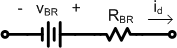 - vBR + RBR id